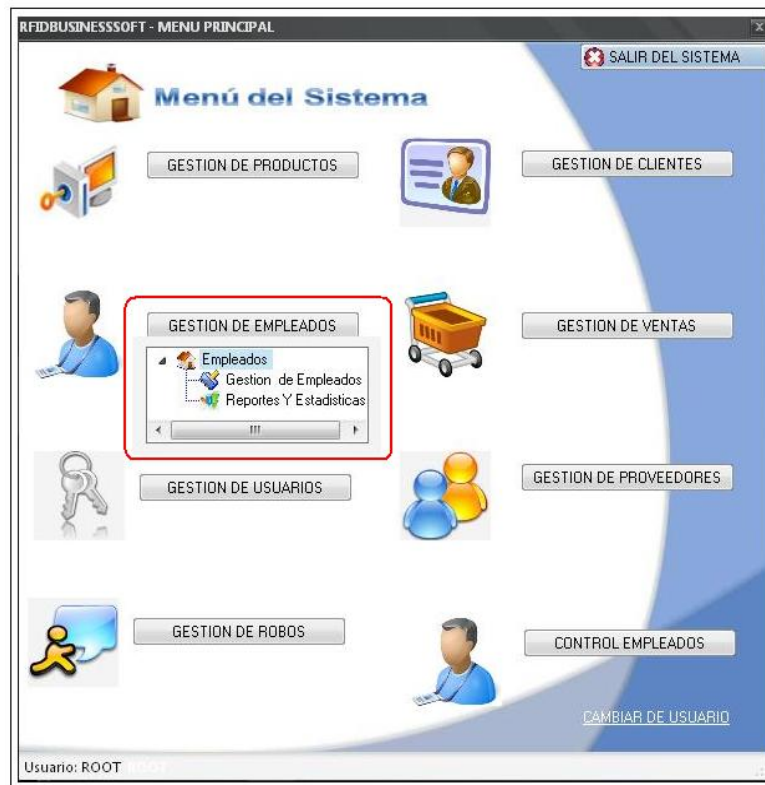 RFIDBUSINESSSOFT - MENU PRINCIPAL
SALIR DEL SISTEMA
Menú del Sistema
GESTION DE PRODUCTOS
GESTION DE CLIENTES
GESTION DE EMPLEADOS
GESTION DE VENTAS
Empleados
Gestion de Empleados
Reportes Y Estadisticas
GESTION DE USUARIOS
GESTION DE PROVEEDORES
GESTION DE ROBOS
CONTROL EMPLEADOS
CAMBIAR DE USUARIO
Usuario: ROOT ROOT